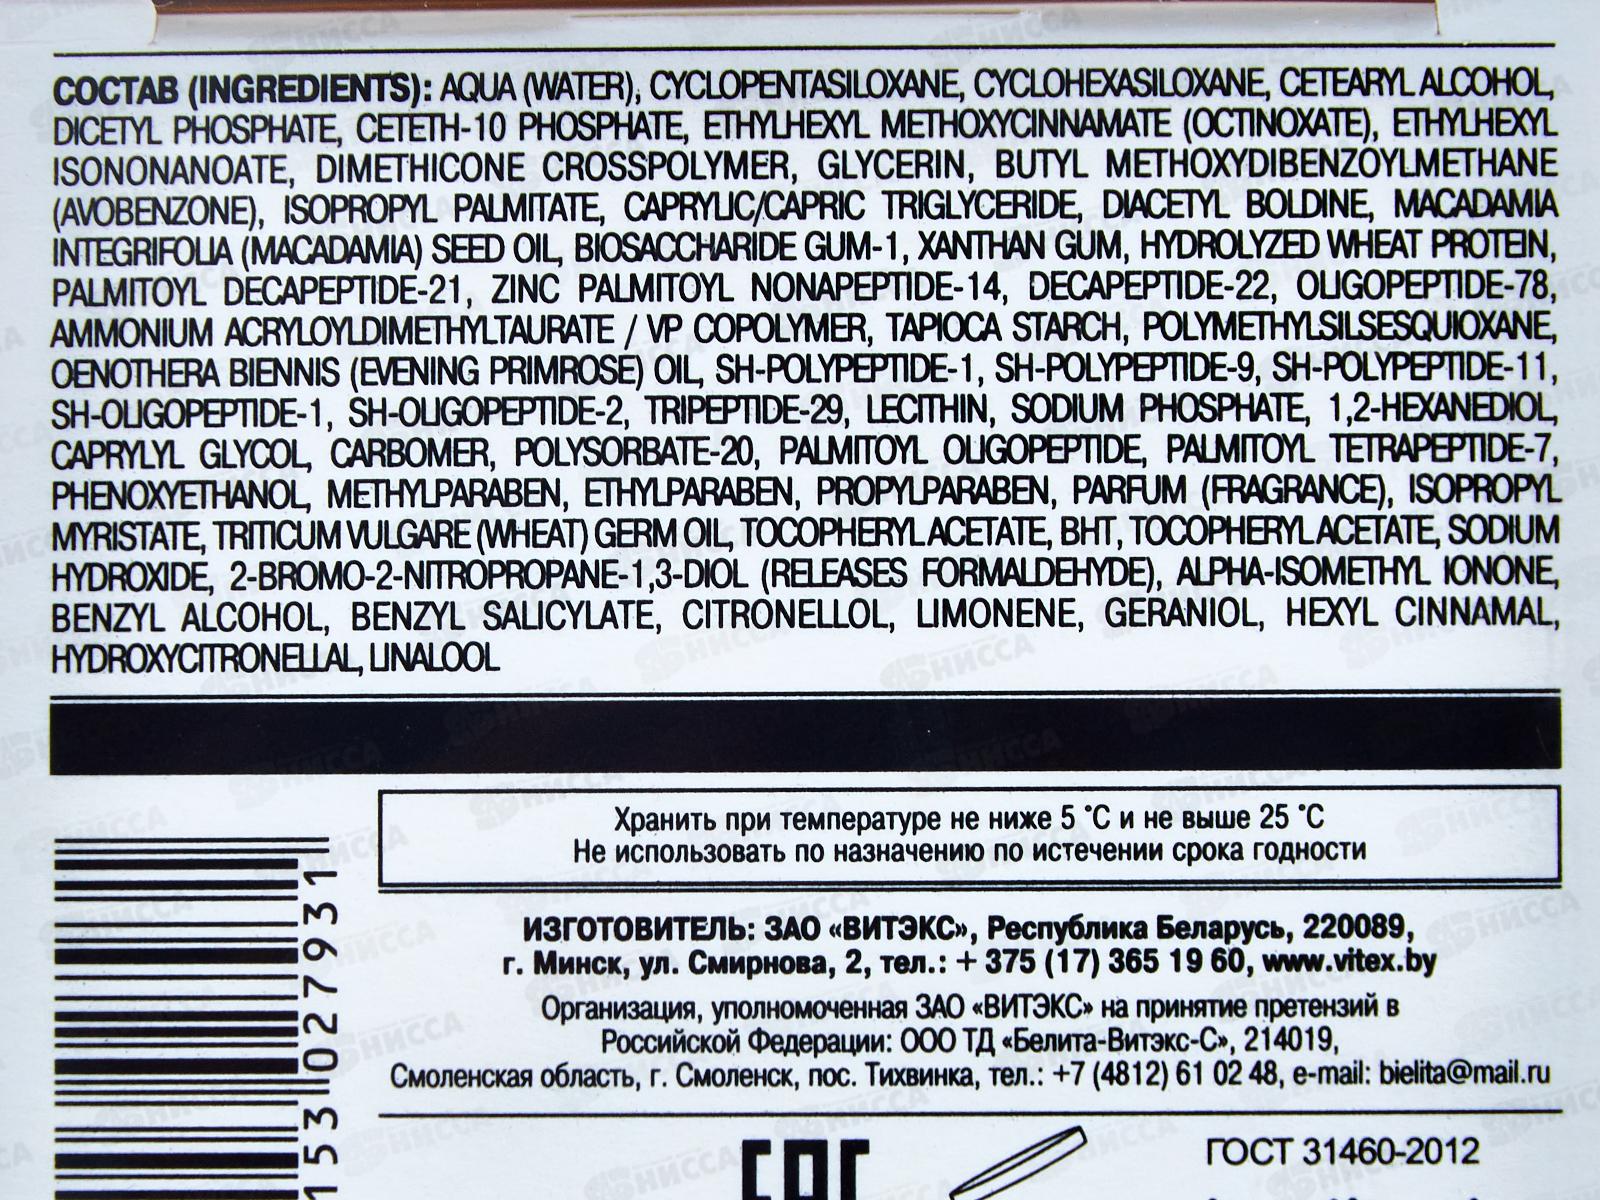 СОСТАВ (INGREDIENTS): AQUA (WATER), CYCLOPENTASILOXANE, CYCLOHEXASILOXANE, CETEARYL ALCOHOL,
DICETYL PHOSPHATE, CETETH-10 PHOSPHATE, ETHYLHEXYL METHOXYCINNAMATE (OCTINOXATE), ETHYLHEXYL
ISONONANOATE, DIMETHICONE CROSSPOLYMER, GLYCERIN, BUTYL METHOXYDIBENZOYLMETHANE
(AVOBENZONE), ISOPROPYL PALMITATE, CAPRYLIC/CAPRIC TRIGLYCERIDE, DIACETYL BOLDINE, MACADAMIA
INTEGRIFOLIA (MACADAMIA) SEED OIL, BIOSACCHARIDE GUM-1, XANTHAN GUM, HYDROLYZED WHEAT PROTEIN,
PALMITOYL DECAPEPTIDE-21, ZINC PALMITOYL NONAPEPTIDE-14, DECAPEPTIDE-22, OLIGOPEPTIDE-78,
AMMONIUM ACRYLOYLDIMETHYLTAURATE / VP COPOLYMER, TAPIOCA STARCH, POLYMETHYLSILSESQUIOXANE,
OENOTHERA BIENNIS (EVENING PRIMROSE) OIL, SH-POLYPEPTIDE-1, SH-POLYPEPTIDE-9, SH-POLYPEPTIDE-11,
SH-OLIGOPEPTIDE-1, SH-OLIGOPEPTIDE-2, TRIPEPTIDE-29, LECITHIN, SODIUM PHOSPHATE, 1,2-HEXANEDIOL,
CAPRYLYL GLYCOL, CARBOMER, POLYSORBATE-20, PALMITOYL OLIGOPEPTIDE, PALMITOYL TETRAPEPTIDE-7,
PHENOXYETHANOL, METHYLPARABEN, ETHYLPARABEN, PROPYLPARABEN, PARFUM (FRAGRANCE), ISOPROPYL
MYRISTATE, TRITICUM VULGARE (WHEAT) GERM OIL, TOCOPHERYL ACETATE, BHT, TOCOPHERYL ACETATE, SODIUM
HYDROXIDE, 2-BROMO-2-NITROPROPANE-1,3-DIOL (RELEASES FORMALDEHYDE), ALPHA-ISOMETHYL IONONE,
BENZYL ALCOHOL, BENZYL SALICYLATE, CITRONELLOL, LIMONENE, GERANIOL, HEXYL CINNAMAL,
HYDROXYCITRONELLAL, LINALOOL
Хранить при температуре не ниже 5 °С и не выше 25 °С
Не использовать по назначению по истечении срока годности
ИЗГОТОВИТЕЛЬ: ЗАО «ВИТЭКС», Республика Беларусь, 220089,
г. Минск, ул. Смирнова, 2, тел.: + 375 (17) 365 19 60, www.vitex.by
Организация, уполномоченная ЗАО «ВИТЭКС» на принятие претензий в
Российской Федерации: ООО ТД «Белита-Витэкс-С», 214019,
Смоленская область, г. Смоленск, пос. Тихвинка, тел.: +7 (4812) 61 02 48, e-mail: bielita@mail.ru
153 027931
EAC
ГОСТ 31460-2012
НИССА